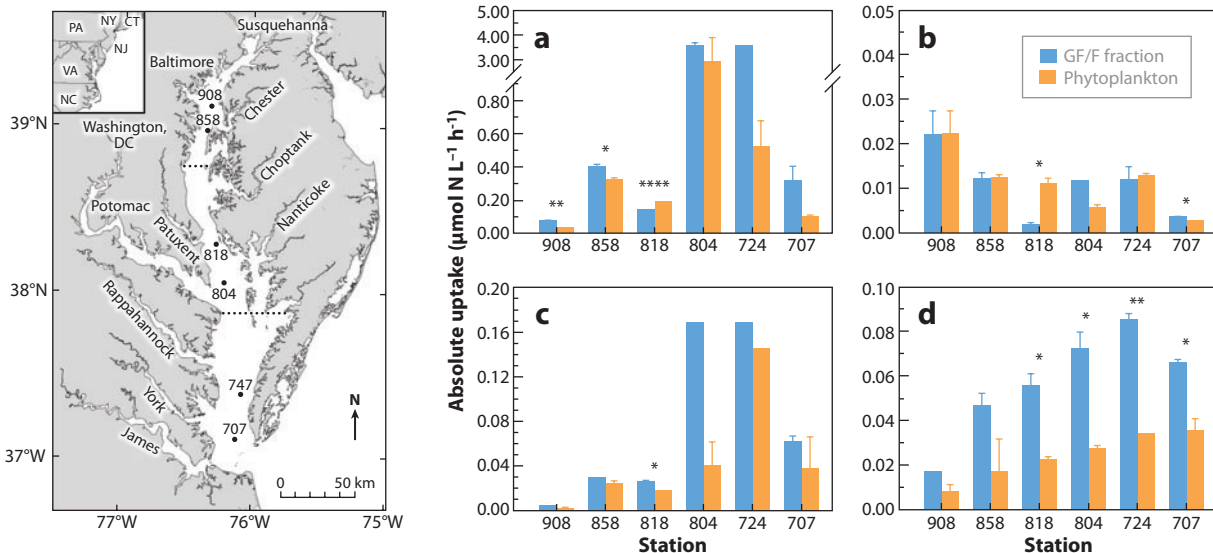 PA
NY
CT
NJ
VA
NC
Susquehanna
Baltimore
908
Chester
858
39°N
Washington,
DC
Choptank
Nanticoke
Potomac
Patuxent
818
804
38°N
Rappahannock
747
York
707
James
N
37°W
0 50 km
77°W
76°W
75°W
Absolute uptake (µmol N L–1 h–1)
a
5.00
4.00
3.00
0.80
0.60
0.40
0.20
0.00
**
*
****
908 858 818 804 724 707
b
GF/F fraction
Phytoplankton
0.05
0.04
0.03
0.02
0.01
0.00
*
*
908 858 818 804 724 707
c
0.20
0.16
0.12
0.08
0.04
0.00
*
908 858 818 804 724 707
d
0.10
0.08
0.06
0.04
0.02
0.00
*
*
**
*
908 858 818 804 724 707
Station